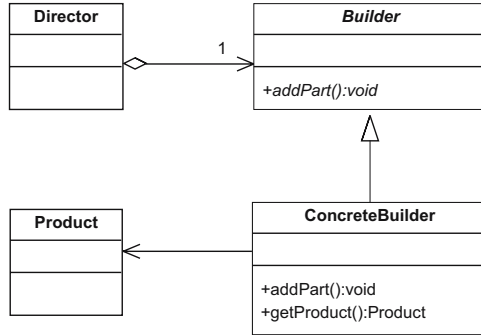 Director
Builder
1
+addPart():void
Product
ConcreteBuilder
+addPart():void
+getProduct():Product